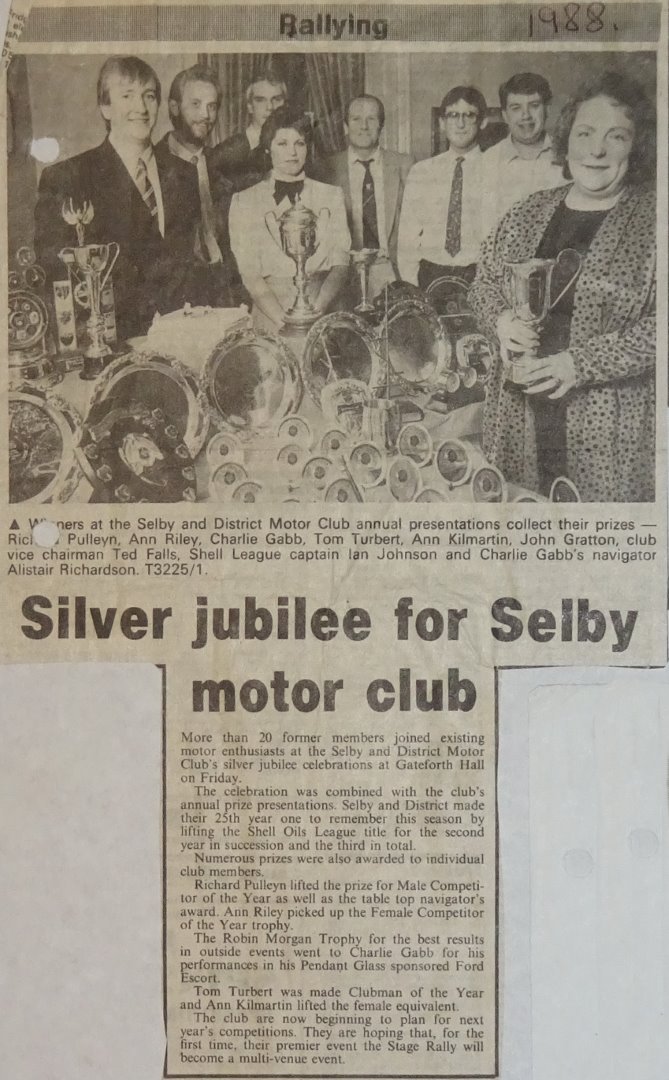 Rallying
1988.
▲ W ners at the Selby and District Motor Club annual presentations collect their prizes —
Ric Pulleyn, Ann Riley, Charlie Gabb, Tom Turbert, Ann Kilmartin, John Gratton, club
vice chairman Ted Falls, Shell League captain Ian Johnson and Charlie Gabb's navigator
Alistair Richardson. T3225/1.
Silver jubilee for Selby
motor club
More than 20 former members joined existing
motor enthusiasts at the Selby and District Motor
Club's silver jubilee celebrations at Gateforth Hall
on Friday.
The celebration was combined with the club's
annual prize presentations. Selby and District made
their 25th year one to remember this season by
lifting the Shell Oils League title for the second
year in succession and the third in total.
Numerous prizes were also awarded to individual
club members.
Richard Pulleyn lifted the prize for Male Competi-
tor of the Year as well as the table top navigator's
award. Ann Riley picked up the Female Competitor
of the Year trophy.
The Robin Morgan Trophy for the best results
in outside events went to Charlie Gabb for his
performances in his Pendant Glass sponsored Ford
Escort.
Tom Turbert was made Clubman of the Year
and Ann Kilmartin lifted the female equivalent.
The club are now beginning to plan for next
year's competitions. They are hoping that, for the
first time, their premier event the Stage Rally will
become a multi-venue event.